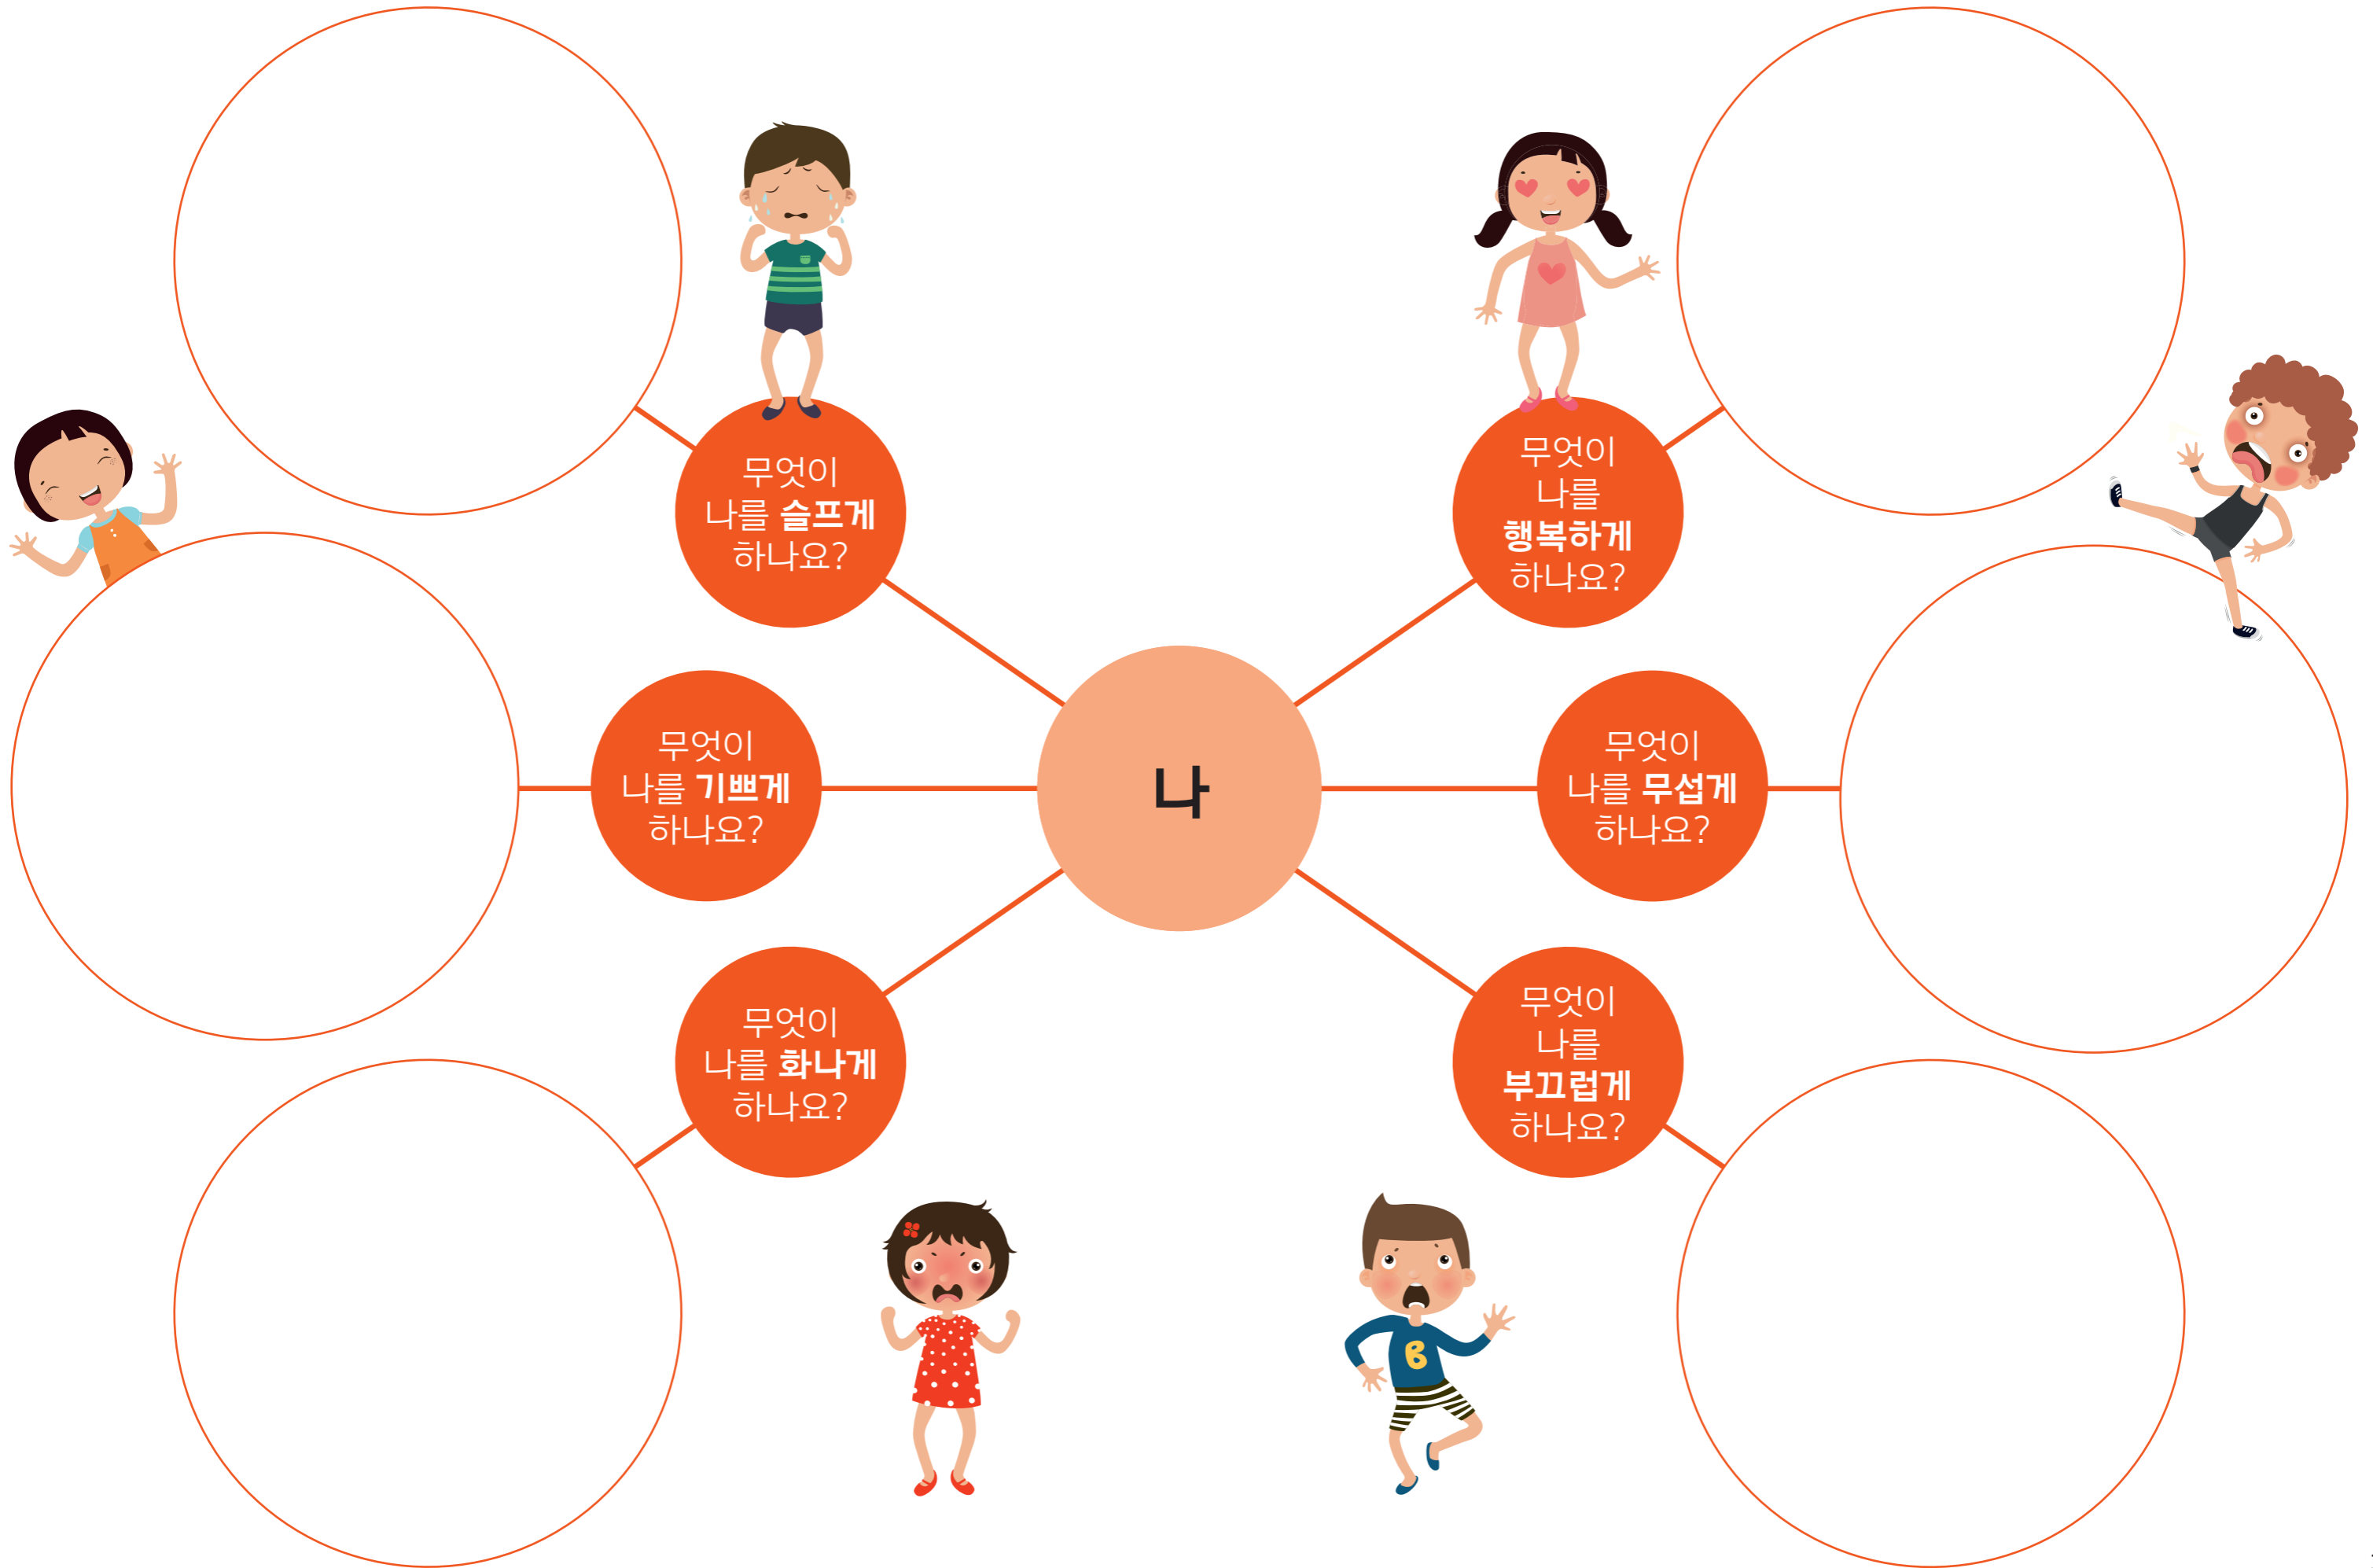 무엇이
나를 슬프게
하나요?
무엇이
나를
행복하게
하나요?
무엇이
나를 기쁘게
하나요?
나
무엇이
나를 무섭게
하나요?
무엇이
나를 화나게
하나요?
무엇이
나를
부끄럽게
하나요?
B